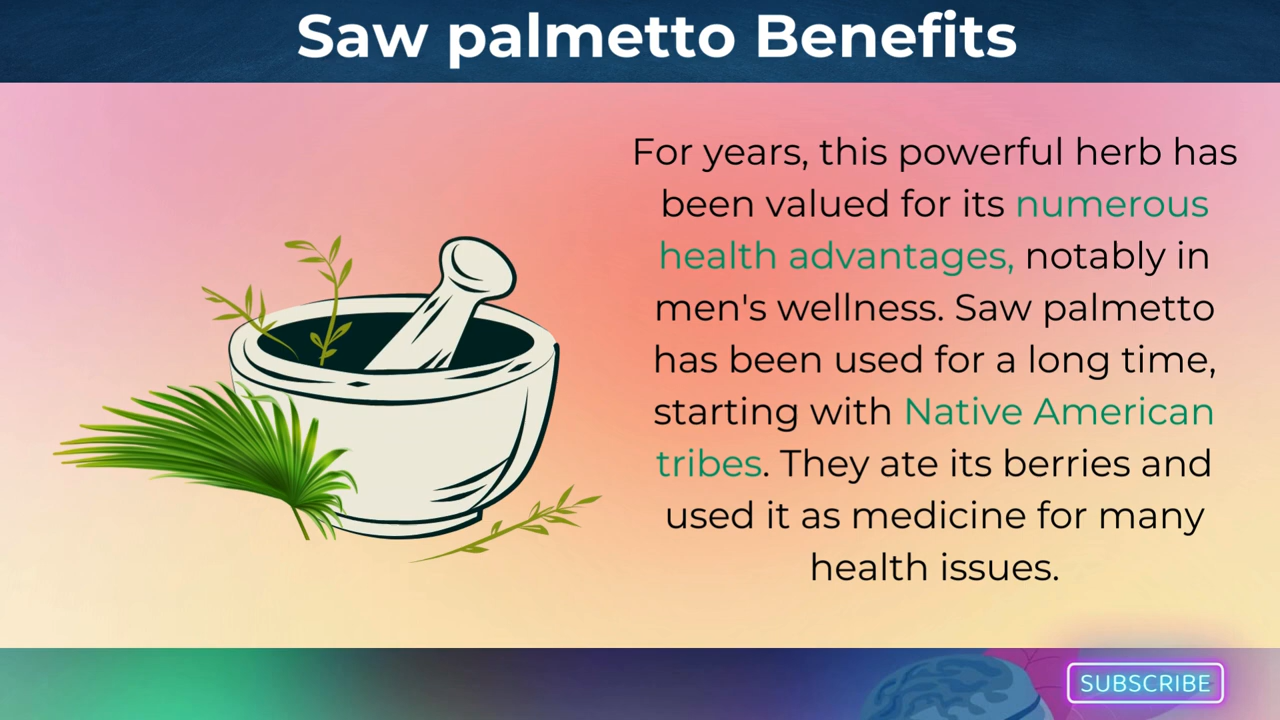 Saw palmetto Benefits
For years, this powerful herb has
been valued for its numerous
health advantages, notably in
men's wellness. Saw palmetto
has been used for a long time,
starting with Native American
tribes. They ate its berries and
used it as medicine for many
health issues.
SUBSCRIBE